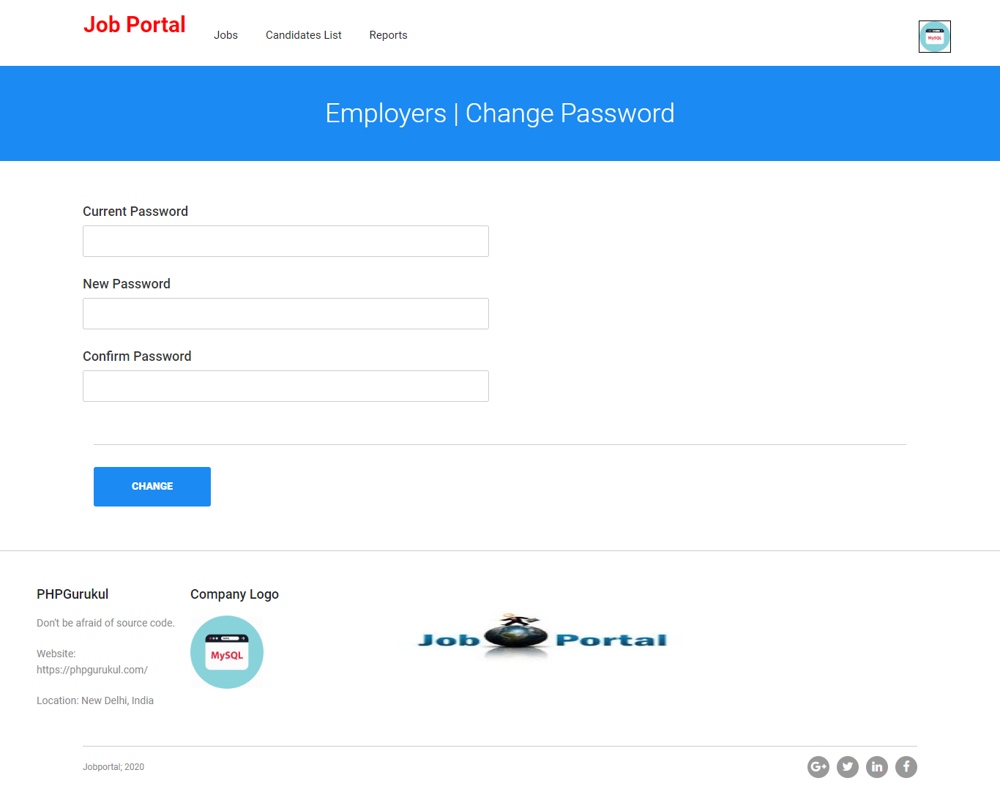 Job Portal
Jobs
Candidates List
Reports
MySQL
Employers | Change Password
Current Password
New Password
Confirm Password
CHANGE
PHPGurukul
Don't be afraid of source code.
Website:
https://phpgurukul.com/
Location: New Delhi, India
Company Logo
MySQL
Job Portal
Jobportal; 2020